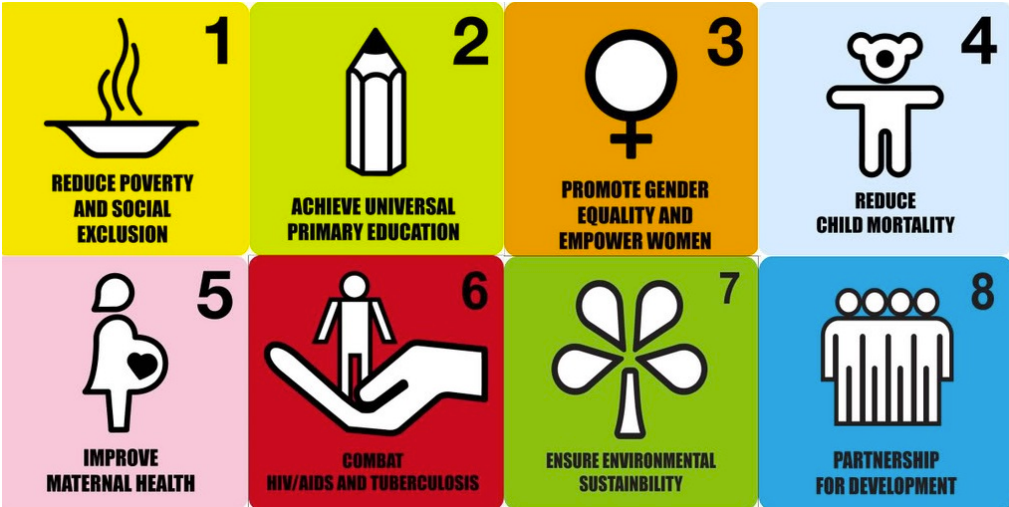 1
REDUCE POVERTY
AND SOCIAL
EXCLUSION
2
ACHIEVE UNIVERSAL
PRIMARY EDUCATION
3
PROMOTE GENDER
EQUALITY AND
EMPOWER WOMEN
4
REDUCE
CHILD MORTALITY
5
IMPROVE
MATERNAL HEALTH
6
COMBAT
HIV/AIDS AND TUBERCULOSIS
7
ENSURE ENVIRONMENTAL
SUSTAINBILITY
8
PARTNERSHIP
FOR DEVELOPMENT